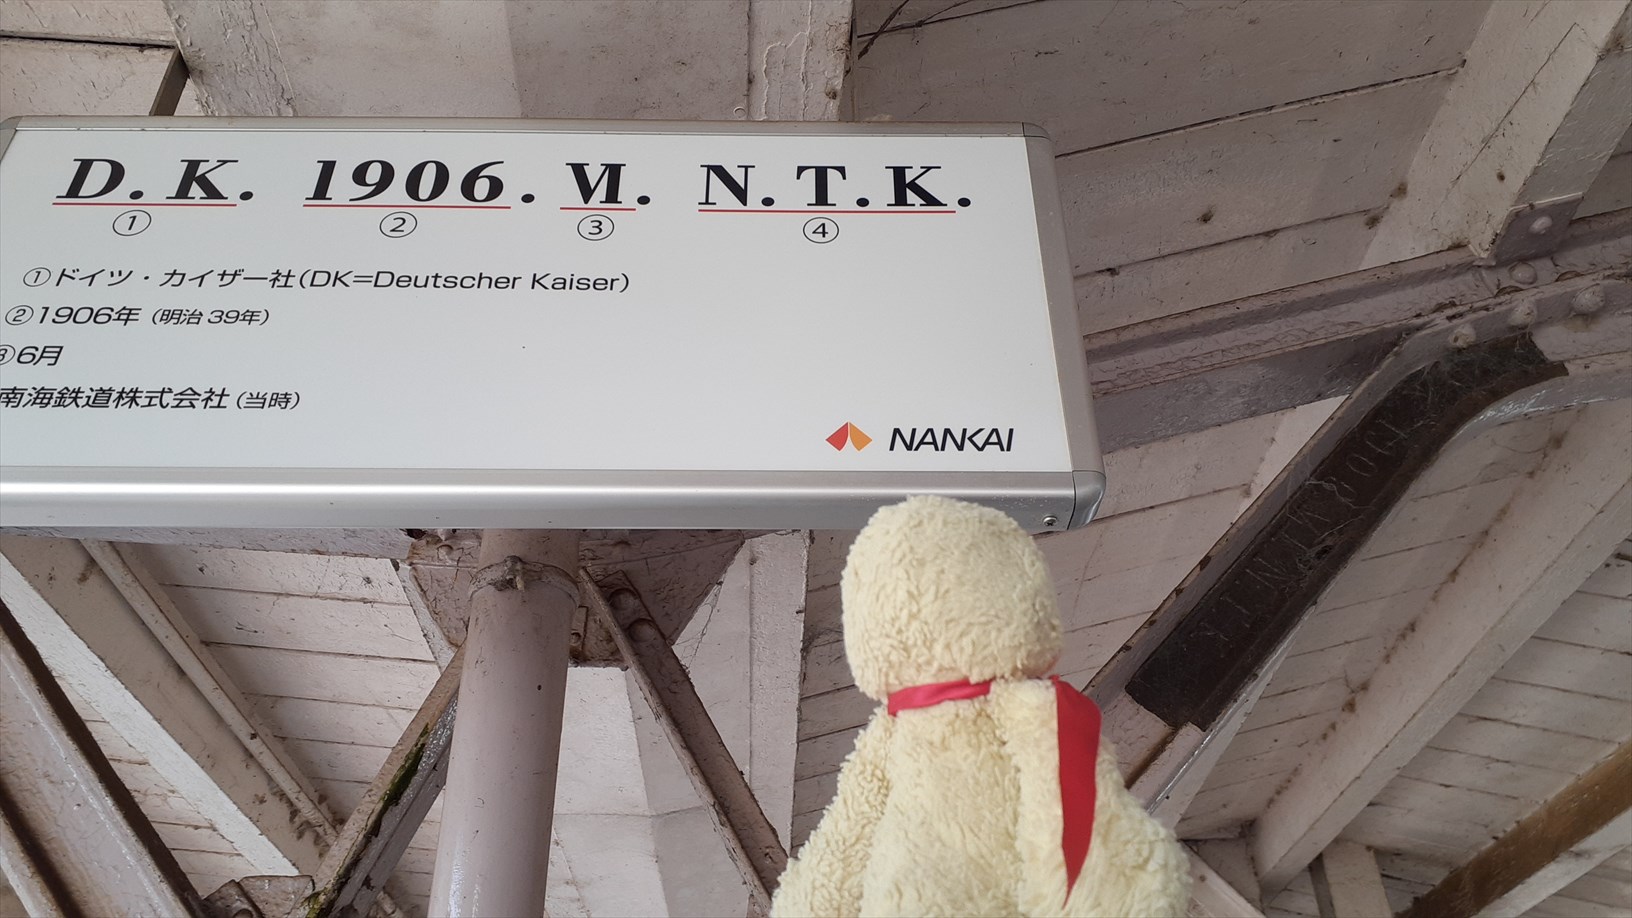 D.K. 1906. VI. N.T.K.
① ② ③ ④
①ドイツ・カイザー社(DK=Deutscher Kaiser)
②1906年 (明治39年)
③6月
南海鉄道株式会社(当時)
NANKAI